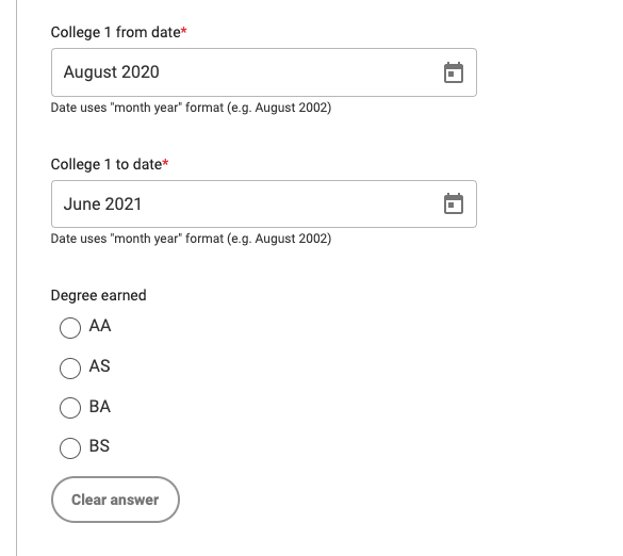 College 1 from date*
August 2020
Date uses "month year" format (e.g. August 2002)
College 1 to date*
June 2021
Date uses "month year" format (e.g. August 2002)
Degree earned
AA
AS
BA
BS
Clear answer